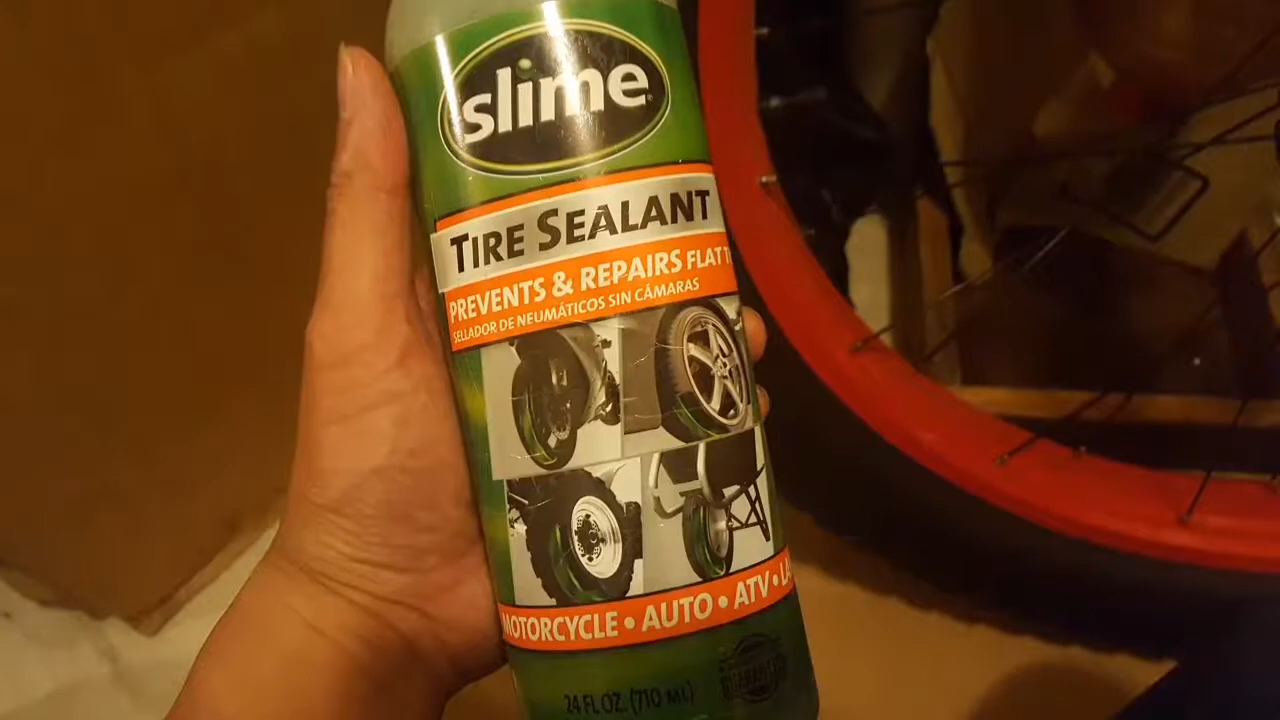 slime
TIRE SEALANT
PREVENTS & REPAIRS FLAT
SELLADOR DE NEUMÁTICOS SIN CÁMARAS
MOTORCYCLE • AUTO • ATV •
24 FL. OZ. (710 ML)